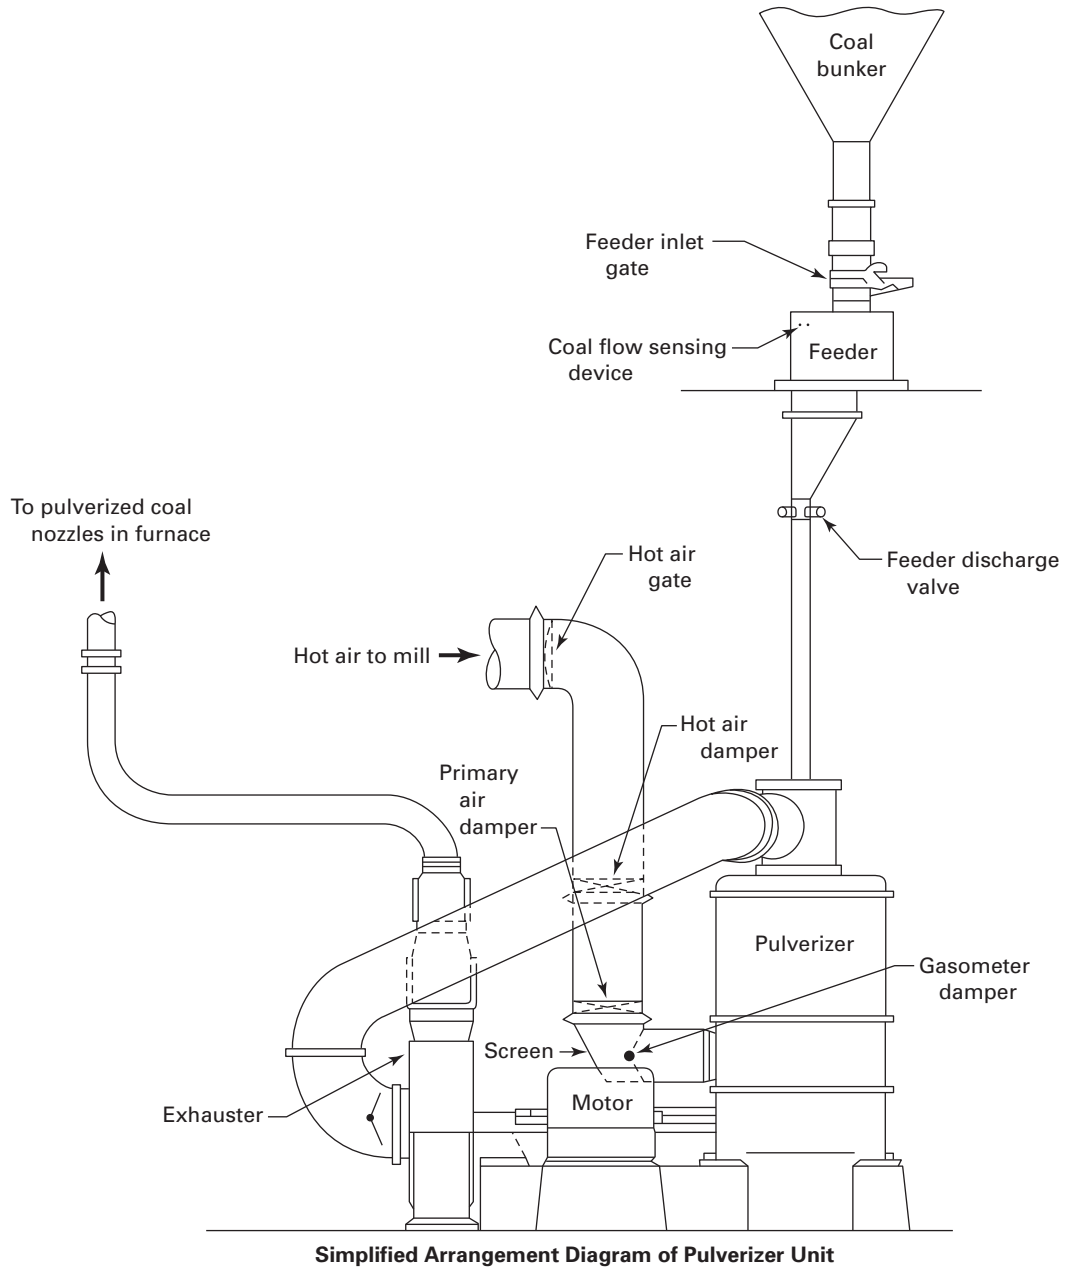 Coal
bunker
Feeder inlet
gate
Coal flow sensing
device
Feeder
To pulverized coal
nozzles in furnace
Feeder discharge
valve
Hot air
gate
Hot air to mill
Hot air
damper
Primary
air
damper
Pulverizer
Gasometer
damper
Screen
Motor
Exhauster
Simplified Arrangement Diagram of Pulverizer Unit